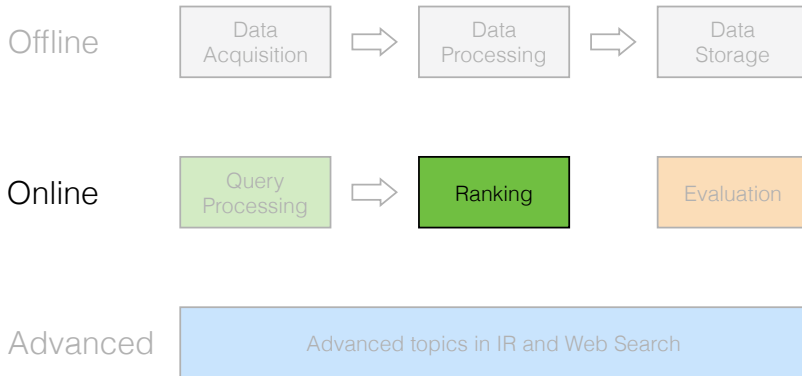 Offline
Data
Acquisition
Data
Processing
Data
Storage
Online
Query
Processing
Ranking
Evaluation
Advanced
Advanced topics in IR and Web Search